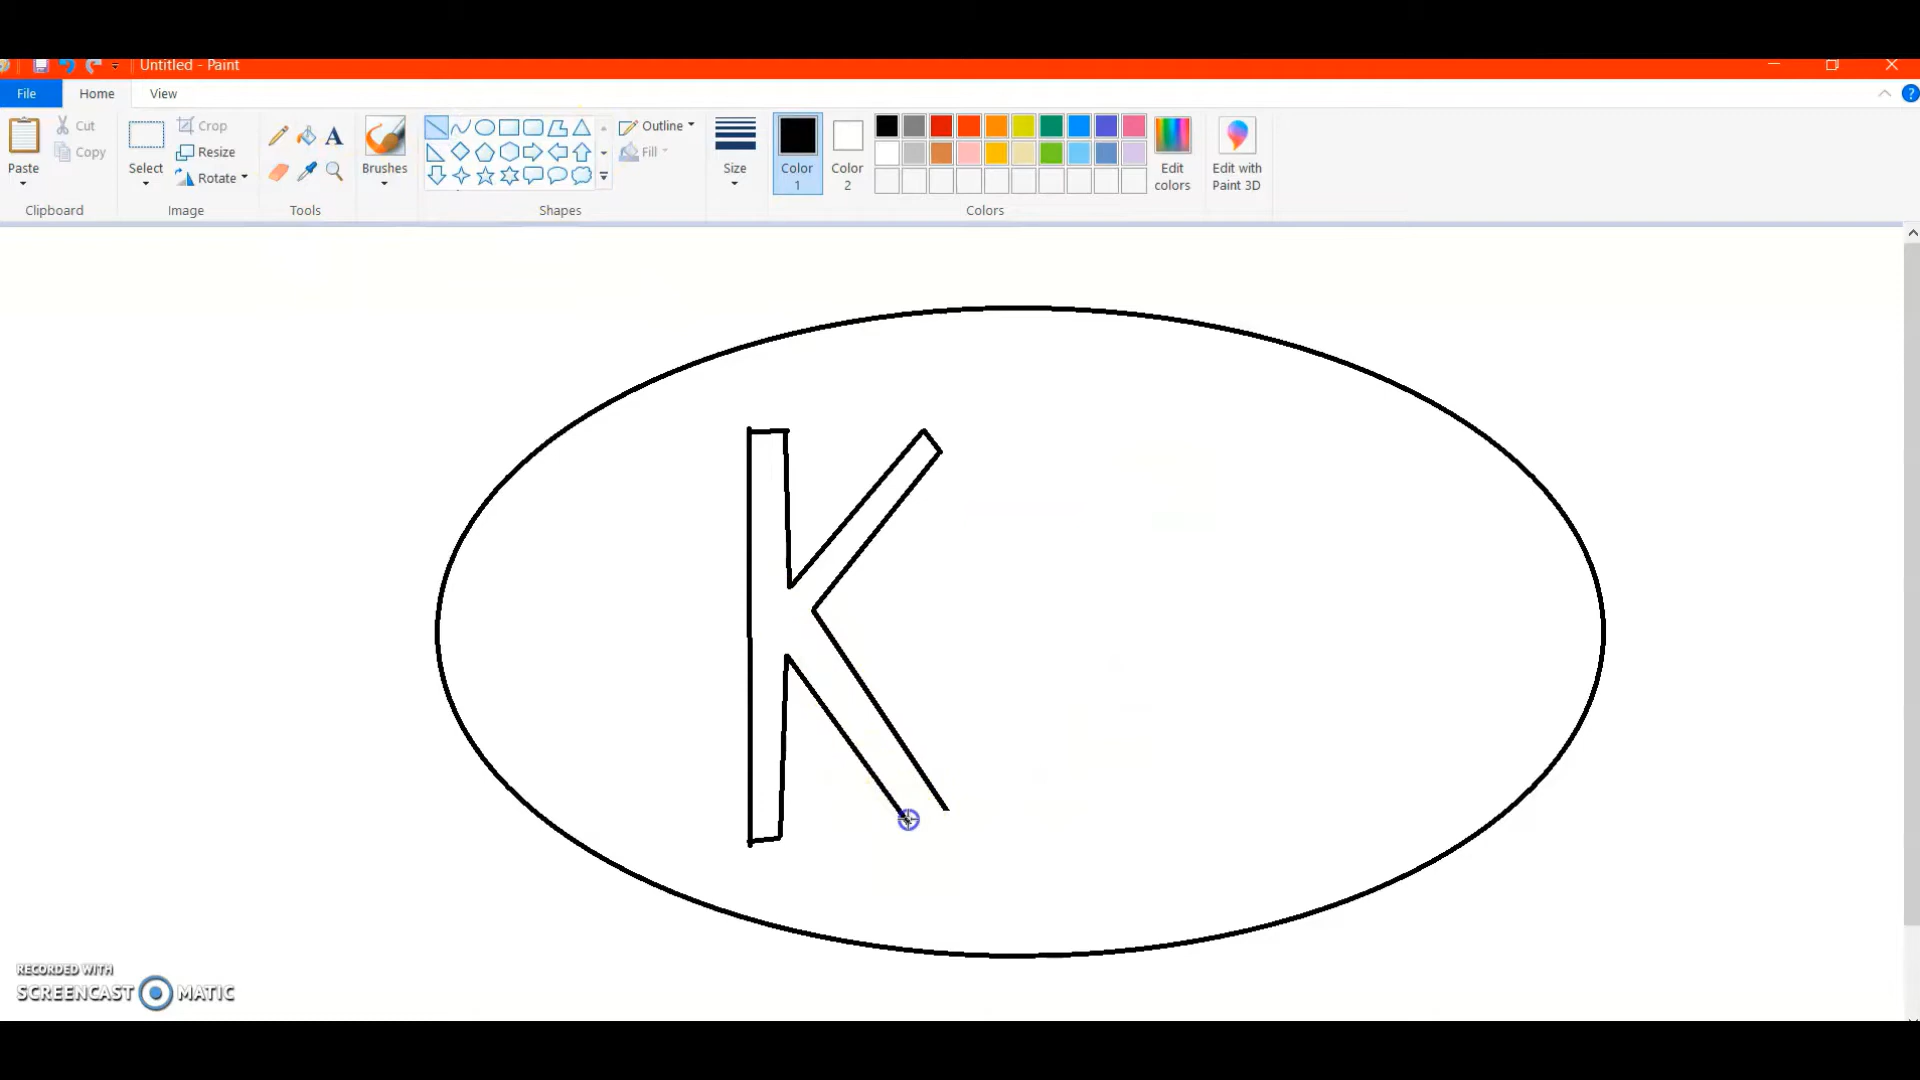 Untitled - Paint
File Home View
Paste Cut Copy Clipboard
Select Crop Resize Rotate Image
A
Tools
Brushes
Shapes
Outline Fill
Size
Color 1
Color 2
Edit colors
Colors
Edit with Paint 3D
?
K
RECORDED WITH
SCREENCAST MATIC